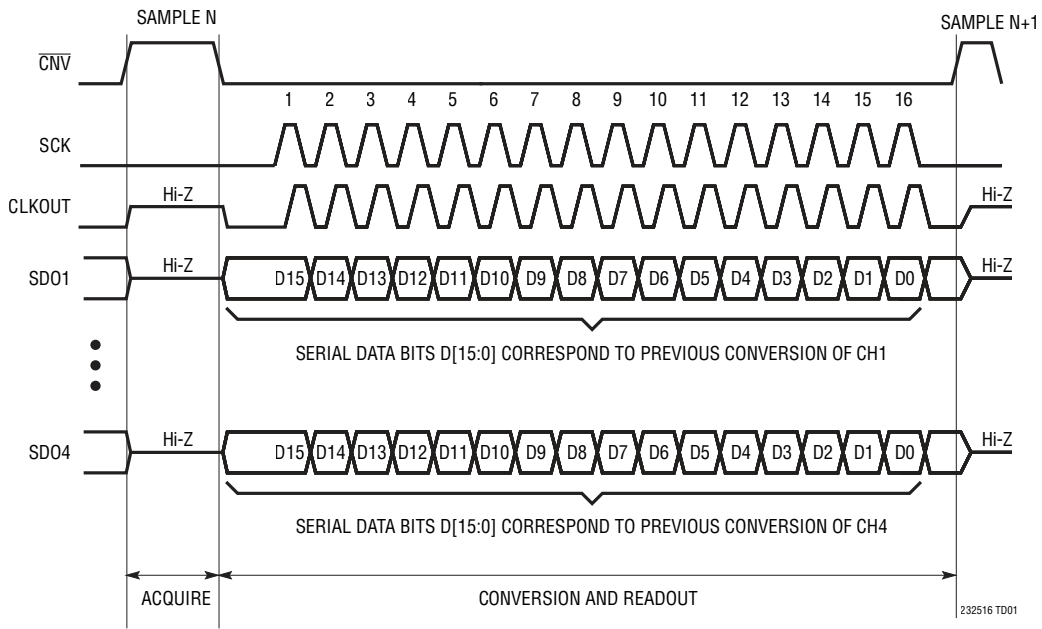 SAMPLE N
SAMPLE N+1
CNV
1 2 3 4 5 6 7 8 9 10 11 12 13 14 15 16
SCK
CLKOUT Hi-Z Hi-Z
SDO1 Hi-Z D15 D14 D13 D12 D11 D10 D9 D8 D7 D6 D5 D4 D3 D2 D1 D0 Hi-Z
SERIAL DATA BITS D[15:0] CORRESPOND TO PREVIOUS CONVERSION OF CH1
SDO4 Hi-Z D15 D14 D13 D12 D11 D10 D9 D8 D7 D6 D5 D4 D3 D2 D1 D0 Hi-Z
SERIAL DATA BITS D[15:0] CORRESPOND TO PREVIOUS CONVERSION OF CH4
ACQUIRE CONVERSION AND READOUT
232516 TD01